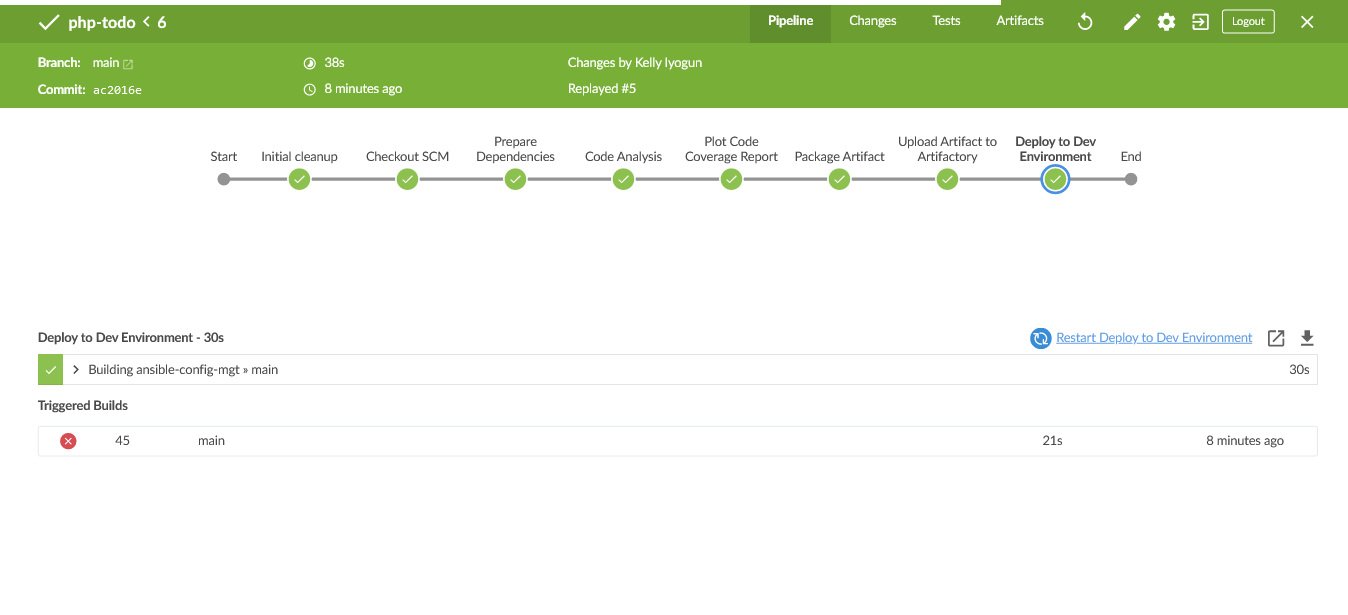 php-todo < 6
Pipeline
Changes
Tests
Artifacts
Logout
Branch: main
38s
Changes by Kelly Iyogun
Commit: ac2016e
8 minutes ago
Replayed #5
Start
Initial cleanup
Checkout SCM
Prepare
Dependencies
Code Analysis
Plot Code
Coverage Report
Package Artifact
Upload Artifact to
Artifactory
Deploy to Dev
Environment
End
Deploy to Dev Environment - 30s
Restart Deploy to Dev Environment
Building ansible-config-mgt » main
30s
Triggered Builds
45
main
21s
8 minutes ago